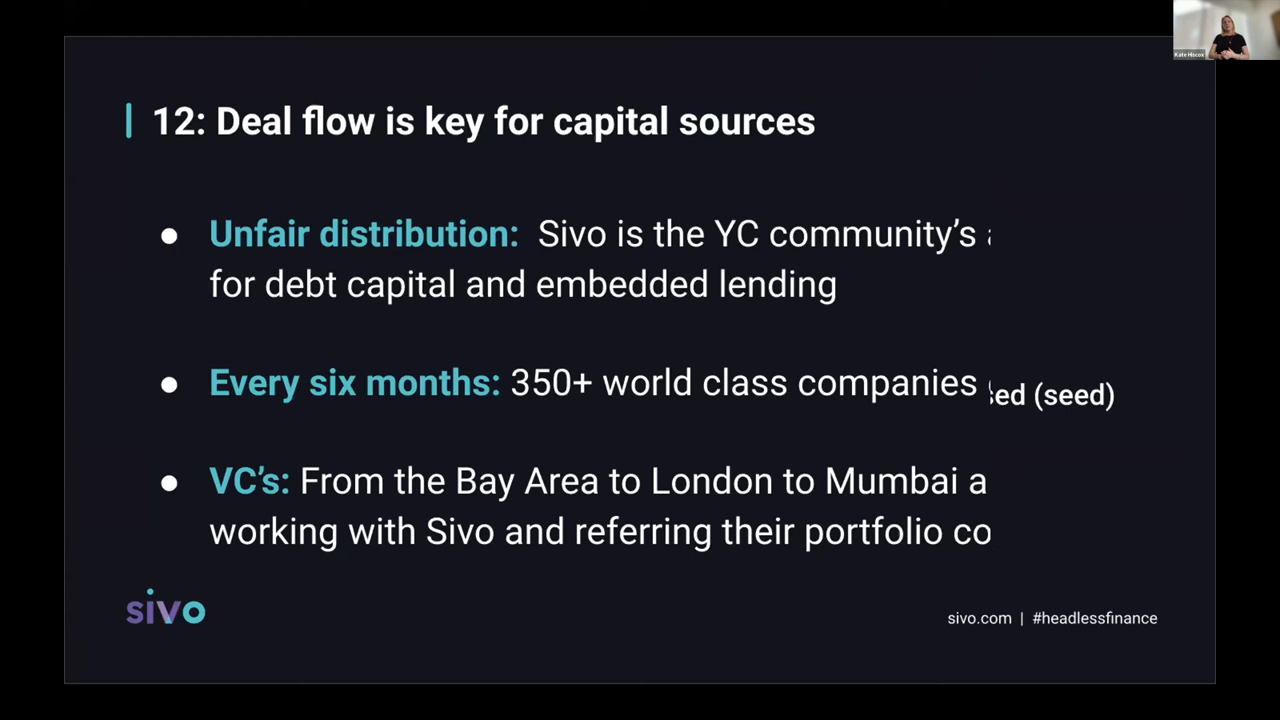 Kate Hiscox
12: Deal flow is key for capital sources
● Unfair distribution: Sivo is the YC community's
for debt capital and embedded lending
● Every six months: 350+ world class companies
(seed)
● VC's: From the Bay Area to London to Mumbai a
working with Sivo and referring their portfolio co
sivo
sivo.com | #headlessfinance